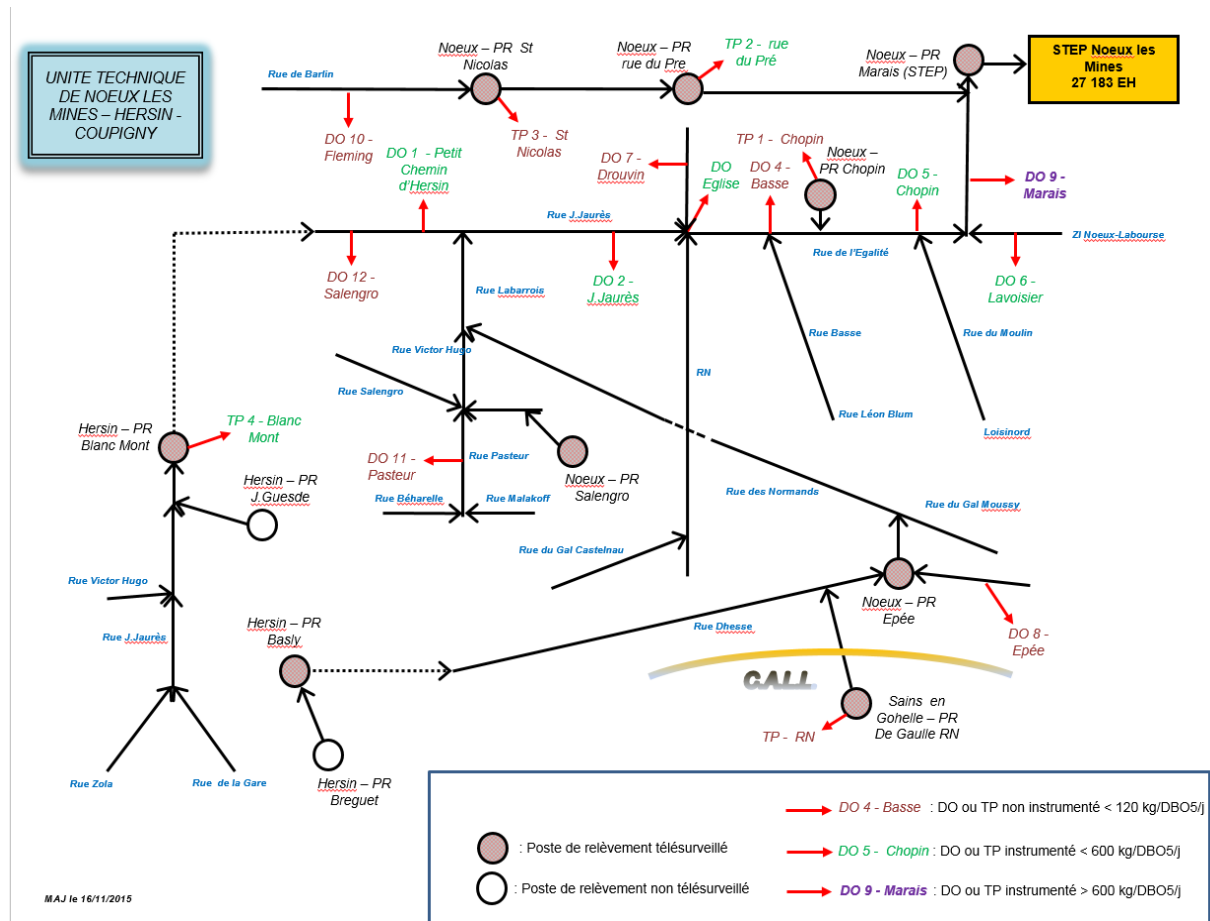 UNITE TECHNIQUE
DE NOEUX LES
MINES – HERSIN -
COUPIGNY
Rue de Barlin
Noeux – PR St
Nicolas
Noeux – PR
rue du Pre
TP 2 - rue
du Pré
Noeux – PR
Marais (STEP)
STEP Noeux les
Mines
27 183 EH
DO 10 -
Fleming
DO 1 - Petit
Chemin
d'Hersin
TP 3 - St
Nicolas
DO 7 -
Drouvin
DO
Eglise
TP 1 - Chopin
DO 4 -
Basse
Noeux –
PR Chopin
DO 5 -
Chopin
DO 9 -
Marais
Rue J.Jaurès
Rue de l'Egalité
ZI Noeux-Labourse
DO 12 -
Salengro
Rue Labarrois
DO 2 -
J.Jaurès
DO 6 -
Lavoisier
Rue Victor Hugo
Rue Basse
Rue du Moulin
Rue Salengro
RN
Rue Léon Blum
Loisinord
Hersin – PR
Blanc Mont
TP 4 - Blanc
Mont
DO 11 -
Pasteur
Rue Pasteur
Noeux – PR
Salengro
Hersin – PR
J.Guesde
Rue Béharelle
Rue Malakoff
Rue des Normands
Rue du Gal Moussy
Rue du Gal Castelnau
Rue Victor Hugo
Noeux – PR
Epée
Rue J.Jaurès
Hersin – PR
Basly
Rue Dhesse
DO 8 -
Epée
CALL
Sains en
Gohelle – PR
De Gaulle RN
TP - RN
Rue Zola
Rue de la Gare
Hersin – PR
Breguet
DO 4 - Basse : DO ou TP non instrumenté < 120 kg/DBO5/j
: Poste de relèvement télésurveillé
DO 5 - Chopin : DO ou TP instrumenté < 600 kg/DBO5/j
: Poste de relèvement non télésurveillé
DO 9 - Marais : DO ou TP instrumenté > 600 kg/DBO5/j
MAJ le 16/11/2015